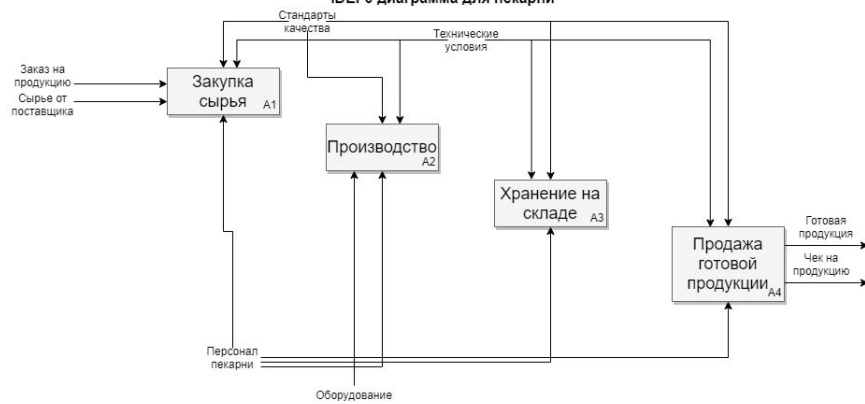 IDEF0 диаграмма для пекарни
Стандарты
качества
Технические
условия
Заказ на
продукцию
Сырье от
поставщика
Закупка
сырья
A1
Производство
A2
Хранение на
складе
A3
Продажа
готовой
продукции
A4
Готовая
продукция
Чек на
продукцию
Персонал
пекарни
Оборудование